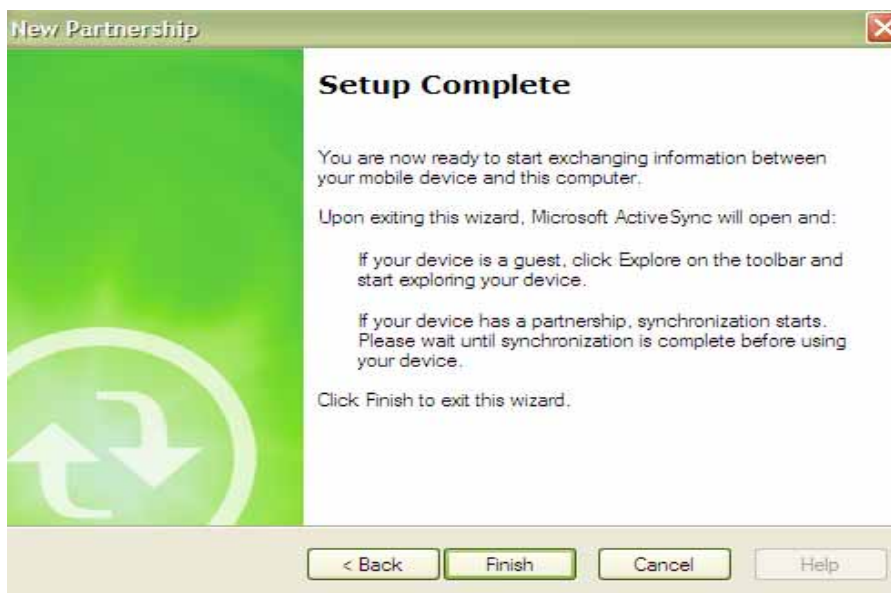 New Partnership
Setup Complete
You are now ready to start exchanging information between
your mobile device and this computer.
Upon exiting this wizard, Microsoft ActiveSync will open and:
If your device is a guest, click Explore on the toolbar and
start exploring your device.
If your device has a partnership, synchronization starts.
Please wait until synchronization is complete before using
your device.
Click Finish to exit this wizard.
< Back Finish Cancel Help